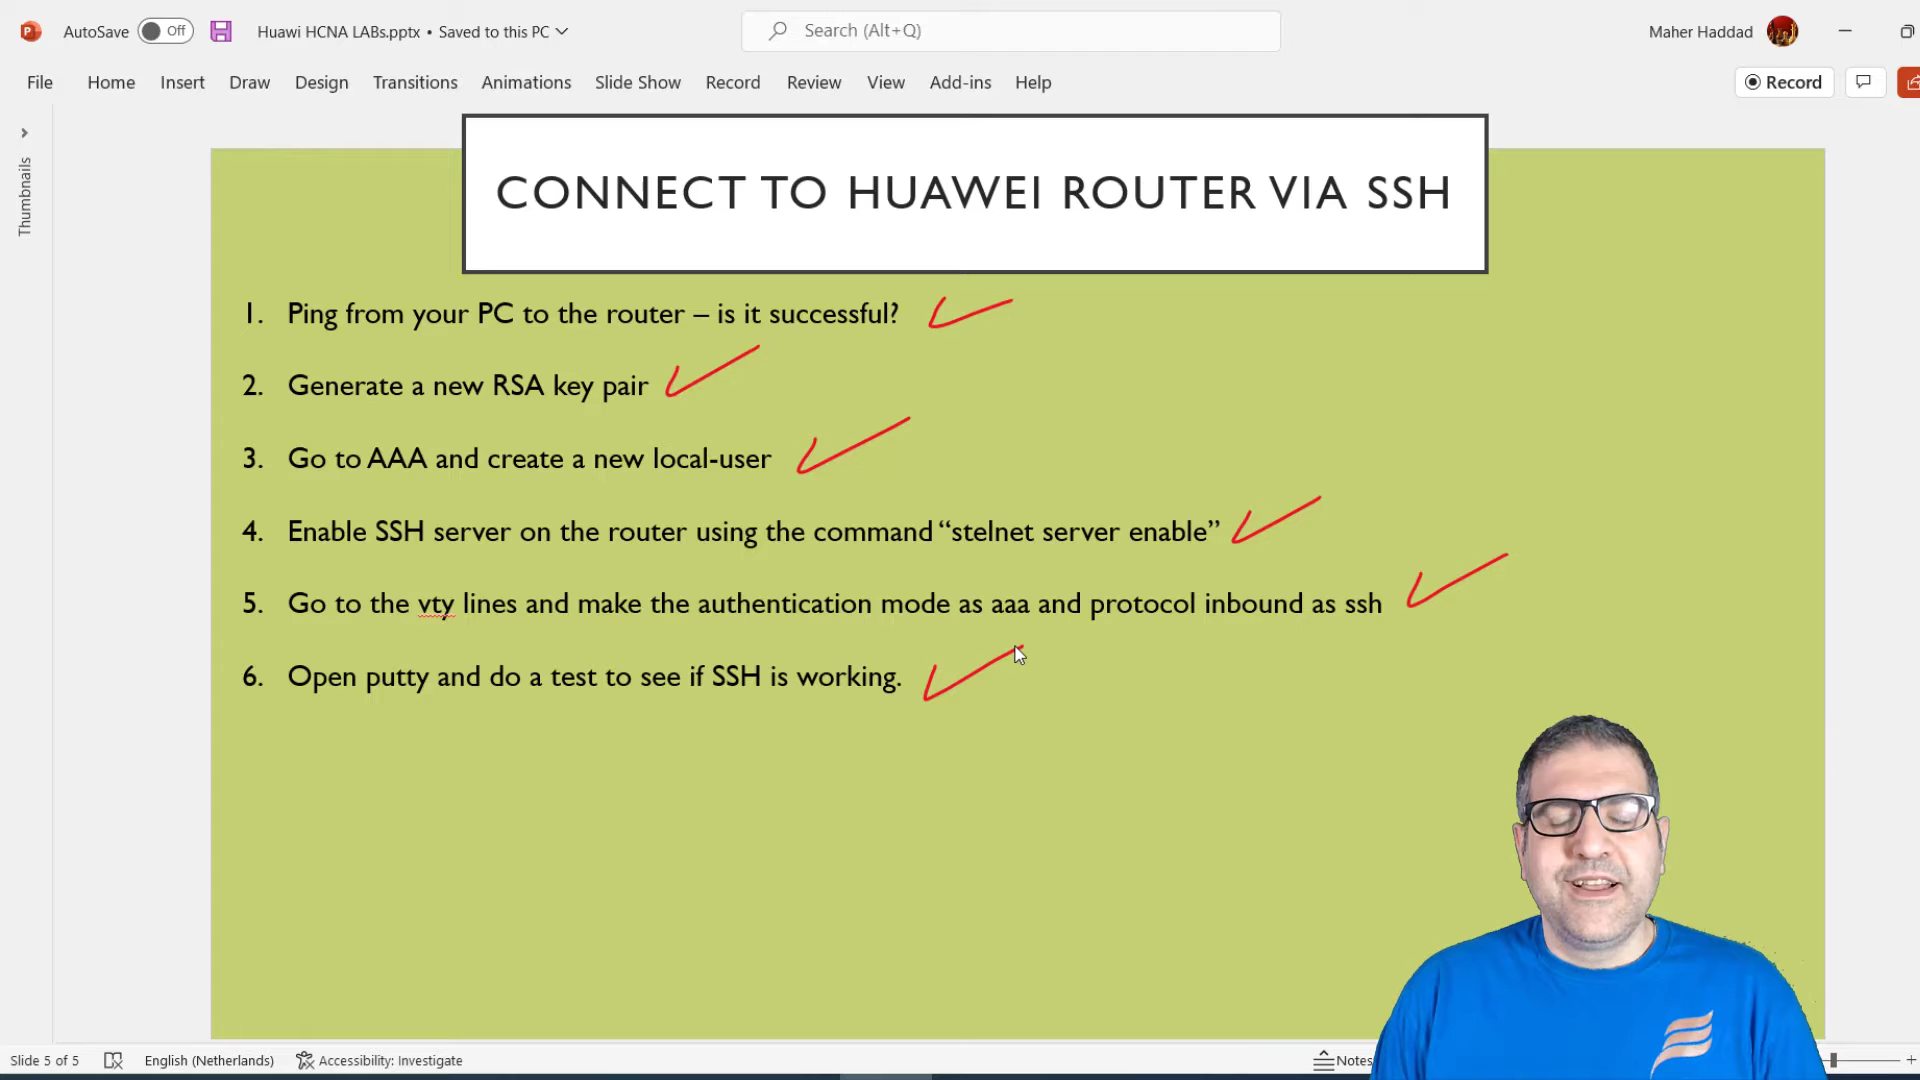 AutoSave Off Huawi HCNA LABs.pptx • Saved to this PC Search (Alt+Q) Maher Haddad
File Home Insert Draw Design Transitions Animations Slide Show Record Review View Add-ins Help Record
Thumbnails
CONNECT TO HUAWEI ROUTER VIA SSH
1. Ping from your PC to the router – is it successful?
2. Generate a new RSA key pair
3. Go to AAA and create a new local-user
4. Enable SSH server on the router using the command “stelnet server enable”
5. Go to the vty lines and make the authentication mode as aaa and protocol inbound as ssh
6. Open putty and do a test to see if SSH is working.
Slide 5 of 5 English (Netherlands) Accessibility: Investigate Notes